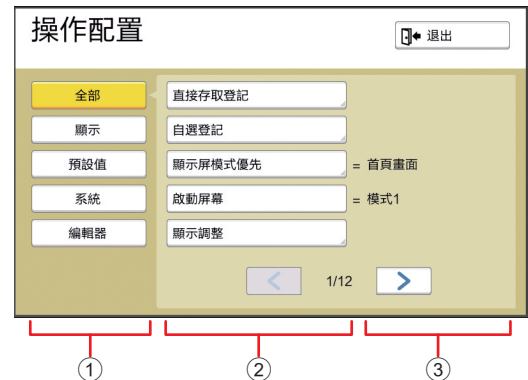 操作配置
退出
全部
直接存取登記
顯示
自選登記
預設值
顯示屏模式優先 = 首頁畫面
系統
啟動屏幕 = 模式1
編輯器
顯示調整
1/12
① ② ③